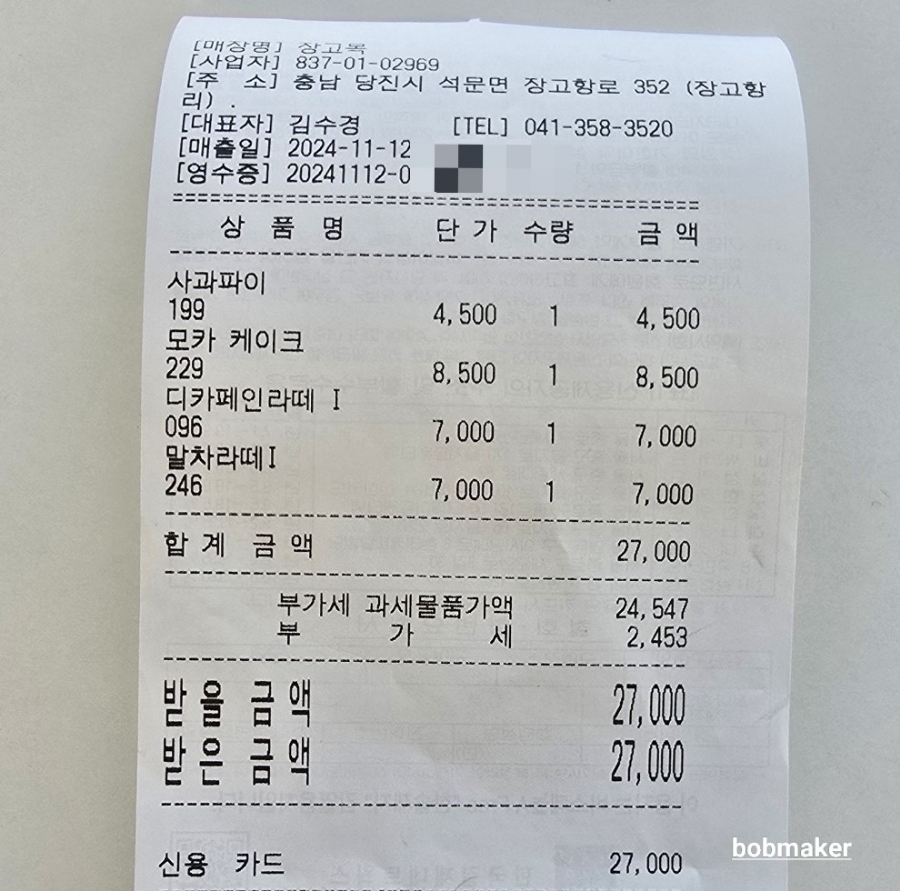 [매장명] 장고목
[사업자] 837-01-02969
[주 소] 충남 당진시 석문면 장고항로 352 (장고항
리) .
[대표자] 김수경 [TEL] 041-358-3520
[매출일] 2024-11-12
[영수증] 20241112-0
상 품 명 단 가 수량 금 액
사과파이
199 4,500 1 4,500
모카 케이크
229 8,500 1 8,500
디카페인라떼 I
096 7,000 1 7,000
말차라떼I
246 7,000 1 7,000
합 계 금 액 27,000
부가세 과세물품가액 24,547
부 가 세 2,453
받을 금액 27,000
받은 금액 27,000
신용 카드 27,000
bobmaker